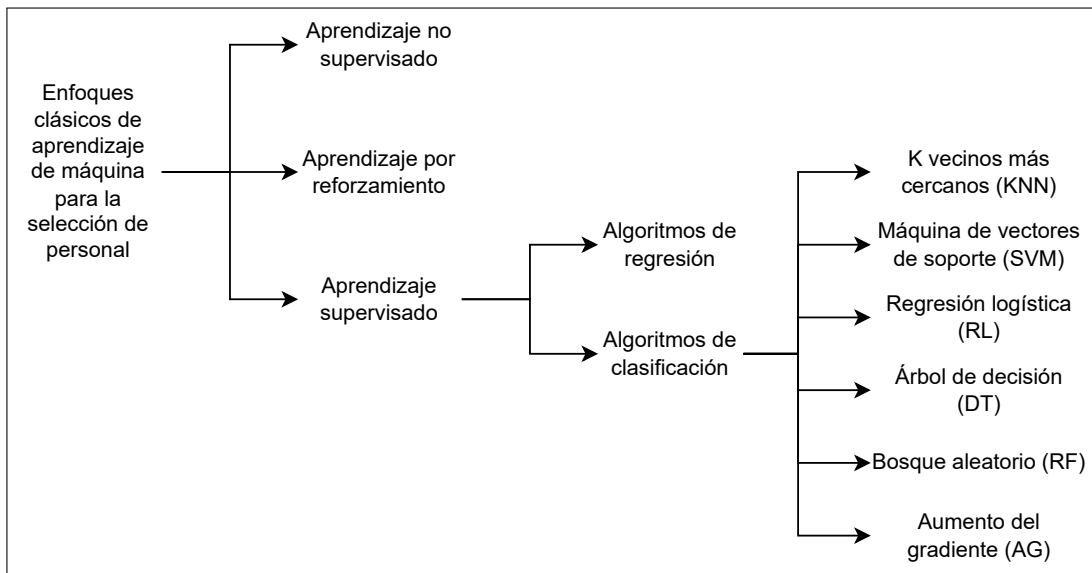 Enfoques
clásicos de
aprendizaje
de máquina
para la
selección de
personal
Aprendizaje no
supervisado
Aprendizaje por
reforzamiento
Aprendizaje
supervisado
Algoritmos de
regresión
Algoritmos de
clasificación
K vecinos más
cercanos (KNN)
Máquina de vectores
de soporte (SVM)
Regresión logística
(RL)
Árbol de decisión
(DT)
Bosque aleatorio (RF)
Aumento del
gradiente (AG)